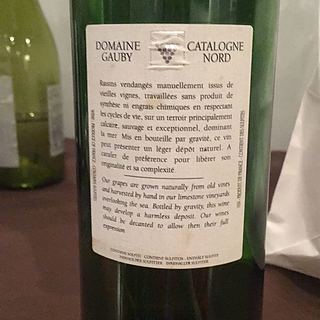 DOMAINE GAUBY
CATALOGNE NORD
Raisins vendangés manuellement issus de
vieilles vignes, travaillées sans produit de
synthèse ni engrais chimiques en respectant
les cycles de vie, sur un terroir principalement
calcaire, sauvage et exceptionnel, dominant
la mer Mis en bouteille par gravité, ce vin
peut présenter un léger dépôt naturel. A
carafer de préférence pour libérer son
originalité et sa complexité
Our grapes are grown naturally from old vines
and harvested by hand in our limestone vineyards
overlooking the sea. Bottled by gravity, this wine
may develop a harmless deposit. Our wines
should be decanted to allow then their full
expression